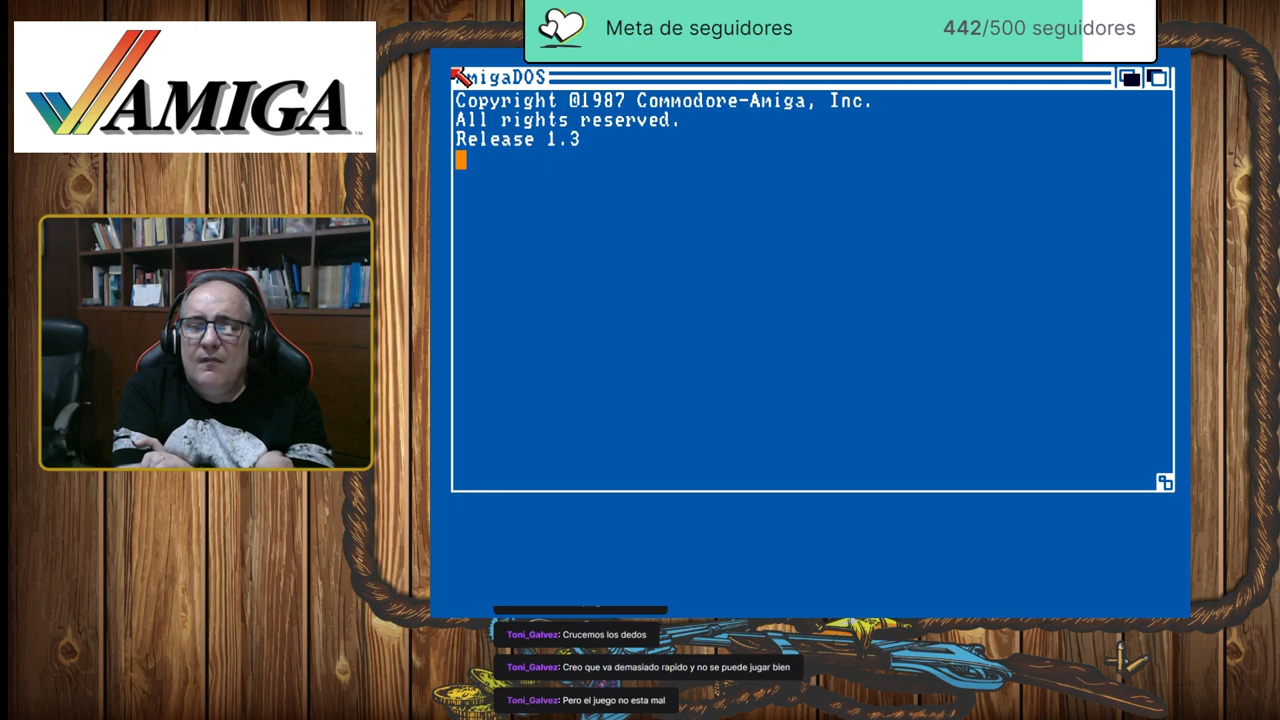 Meta de seguidores
442/500 seguidores
AMIGA
TM
AmigaDOS
Copyright @1987 Commodore-Amiga, Inc.
All rights reserved.
Release 1.3
Toni_Galvez: Crucemos los dedos
Toni_Galvez: Creo que va demasiado rapido y no se puede jugar bien
Toni_Galvez: Pero el juego no esta mal